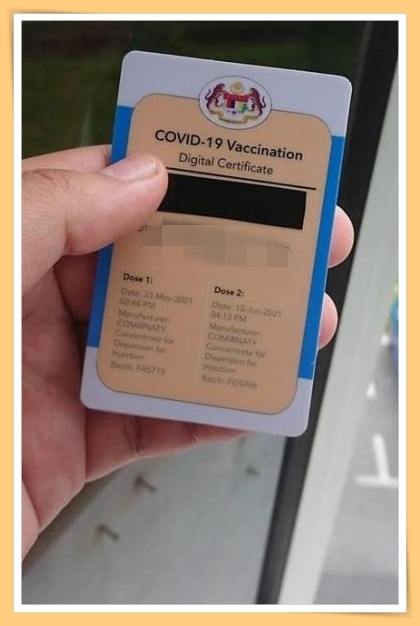 COVID-19 Vaccination
Digital Certificate
Dose 1:
Date: 23-May-2021
02:46 PM
Manufacturer:
COMIRNATY
Concentrate for
Dispersion for
Injection
Batch: FA5715
Dose 2:
Date: 13-Jun-2021
04:13 PM
Manufacturer:
COMIRNATY
Concentrate for
Dispersion for
Injection
Batch: FD5996